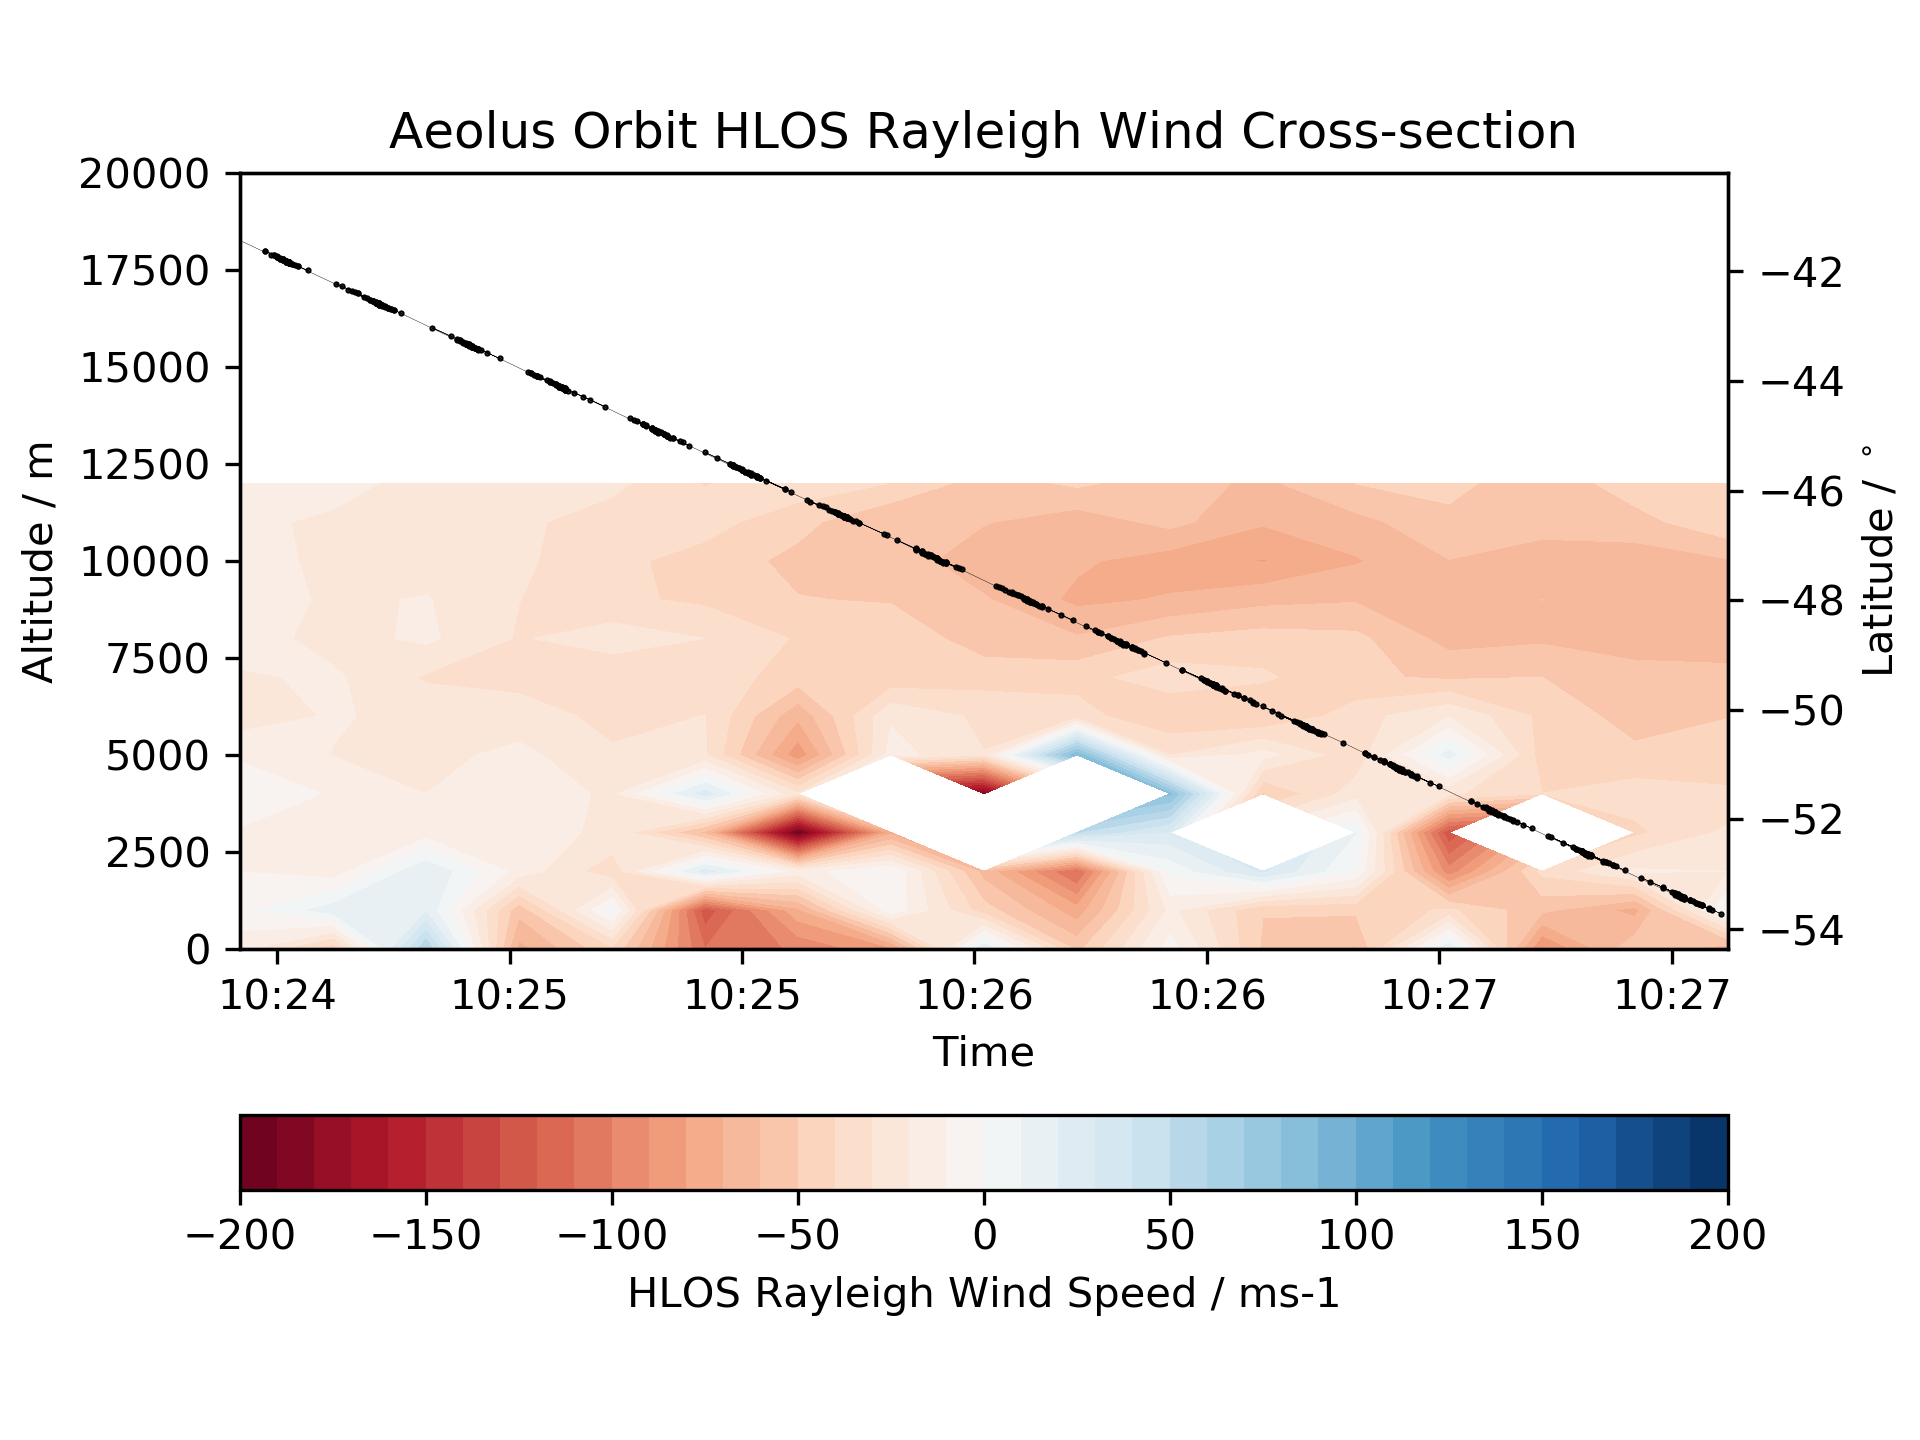 Aeolus Orbit HLOS Rayleigh Wind Cross-section
20000
17500
15000
12500
10000
7500
5000
2500
0
Altitude / m
−42
−44
−46
−48
−50
−52
−54
Latitude / °
10:24 10:25 10:25 10:26 10:26 10:27 10:27
Time
−200 −150 −100 −50 0 50 100 150 200
HLOS Rayleigh Wind Speed / ms-1